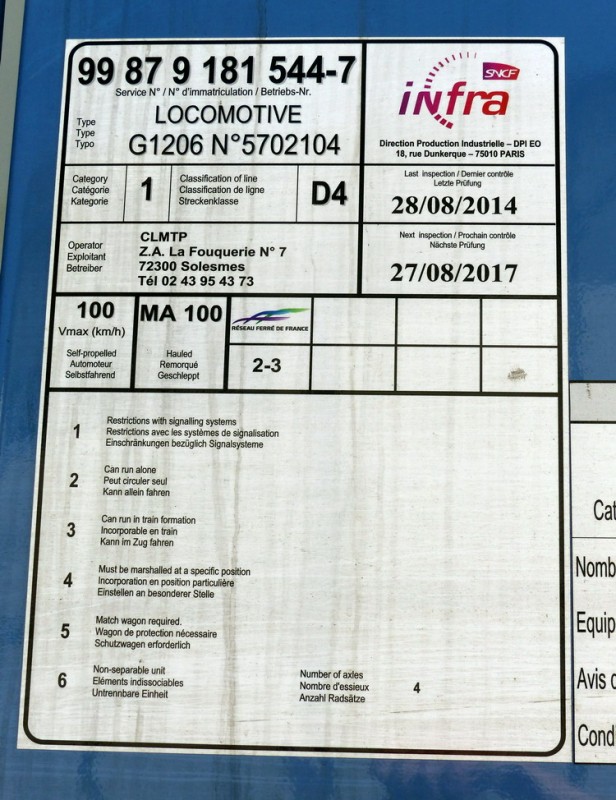 99 87 9 181 544-7
Service N° / N° d'immatriculation / Betriebs-Nr.
Type
Type
Typo
LOCOMOTIVE
G1206 N°5702104
SNCF
infra
Direction Production Industrielle – DPI EO
18, rue Dunkerque – 75010 PARIS
Category
Catégorie
Kategorie
1
Classification of line
Classification de ligne
Streckenklasse
D4
Last inspection / Dernier contrôle
Letzte Prüfung
28/08/2014
Operator
Exploitant
Betreiber
CLMTP
Z.A. La Fouquerie N° 7
72300 Solesmes
Tél 02 43 95 43 73
Next inspection / Prochain contrôle
Nächste Prüfung
27/08/2017
100
Vmax (km/h)
Self-propelled
Automoteur
Selbstfahrend
MA 100
Hauled
Remorqué
Geschleppt
RÉSEAU FERRÉ DE FRANCE
2-3
1
Restrictions with signalling systems
Restrictions avec les systèmes de signalisation
Einschränkungen bezüglich Signalsysteme
2
Can run alone
Peut circuler seul
Kann allein fahren
3
Can run in train formation
Incorporable en train
Kann im Zug fahren
4
Must be marshalled at a specific position
Incorporation en position particulière
Einstellen an besonderer Stelle
5
Match wagon required.
Wagon de protection nécessaire
Schutzwagen erforderlich
6
Non-separable unit
Eléments indissociables
Untrennbare Einheit
Number of axles
Nombre d'essieux
Anzahl Radsätze
4
Cat
Nomb
Equip
Avis d
Cond